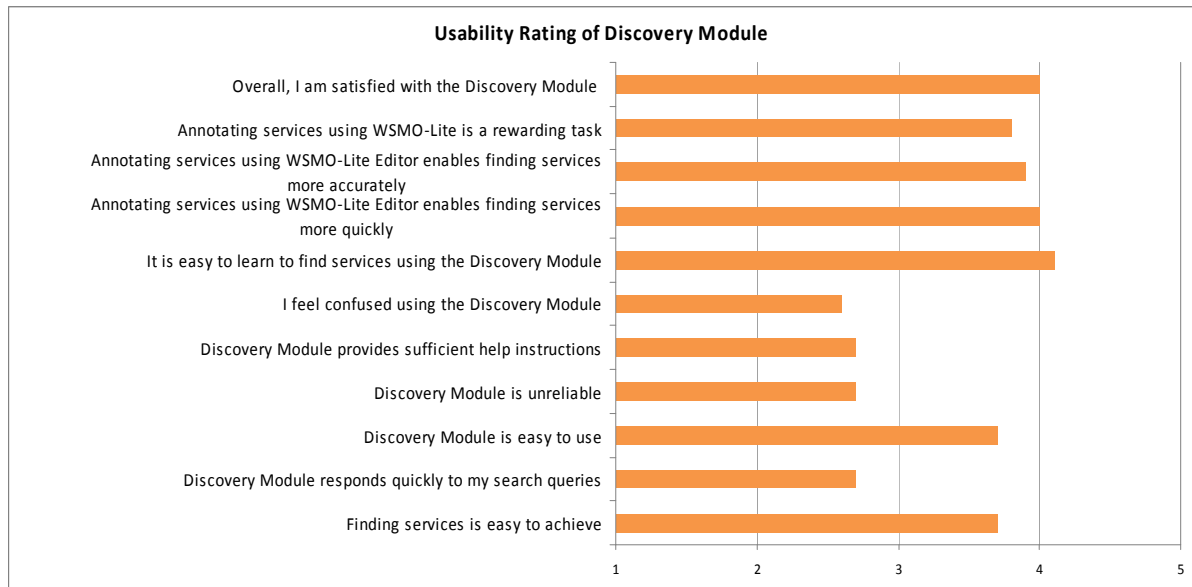 Usability Rating of Discovery Module
Overall, I am satisfied with the Discovery Module
Annotating services using WSMO-Lite is a rewarding task
Annotating services using WSMO-Lite Editor enables finding services
more accurately
Annotating services using WSMO-Lite Editor enables finding services
more quickly
It is easy to learn to find services using the Discovery Module
I feel confused using the Discovery Module
Discovery Module provides sufficient help instructions
Discovery Module is unreliable
Discovery Module is easy to use
Discovery Module responds quickly to my search queries
Finding services is easy to achieve
1 2 3 4 5